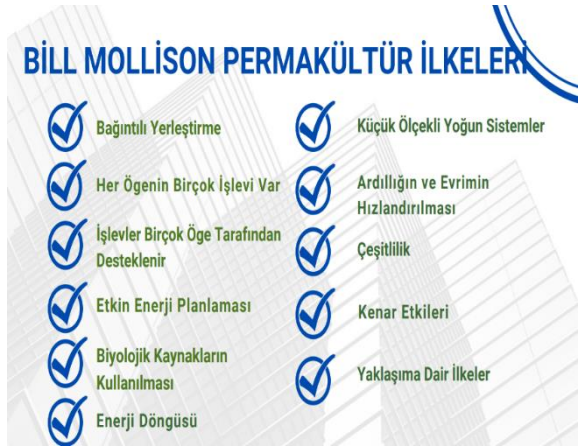 BİLL MOLLİSON PERMAKÜLTÜR İLKELERİ
Bağıntılı Yerleştirme
Her Ögenin Birçok İşlevi Var
İşlevler Birçok Öge Tarafından
Desteklenir
Etkin Enerji Planlaması
Biyolojik Kaynakların
Kullanılması
Enerji Döngüsü
Küçük Ölçekli Yoğun Sistemler
Ardıllığın ve Evrimin
Hızlandırılması
Çeşitlilik
Kenar Etkileri
Yaklaşıma Dair İlkeler